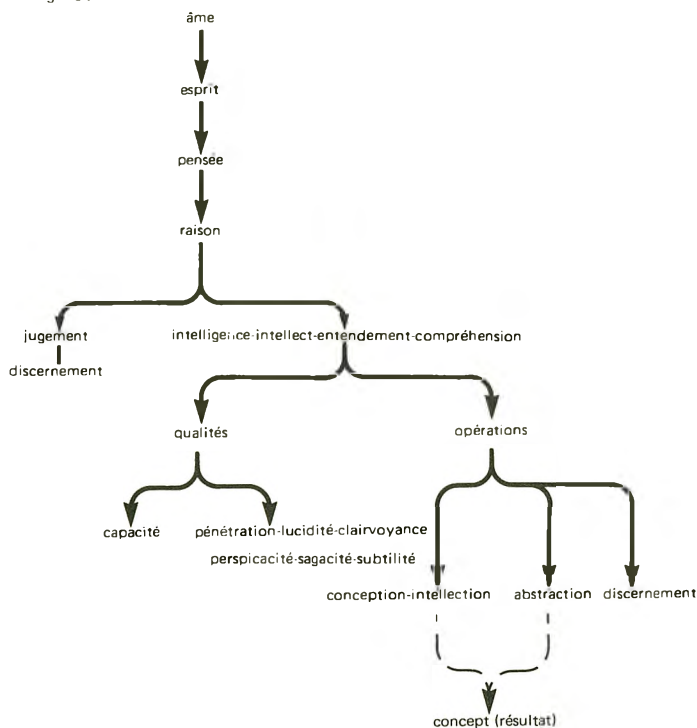 âme
esprit
pensée
raison
jugement intelligence-intellect-entendement-compréhension
discernement
qualités opérations
capacité pénétration-lucidité-clairvoyance
perspicacité-sagacité-subtilité
conception-intellection abstraction discernement
concept (résultat)